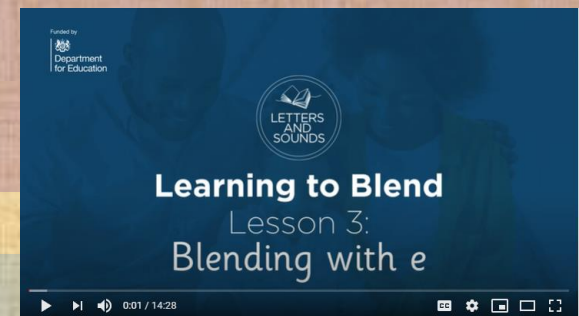 Funded by
Department
for Education
LETTERS
AND
SOUNDS
Learning to Blend
Lesson 3:
Blending with e
0:01 / 14:28
CC